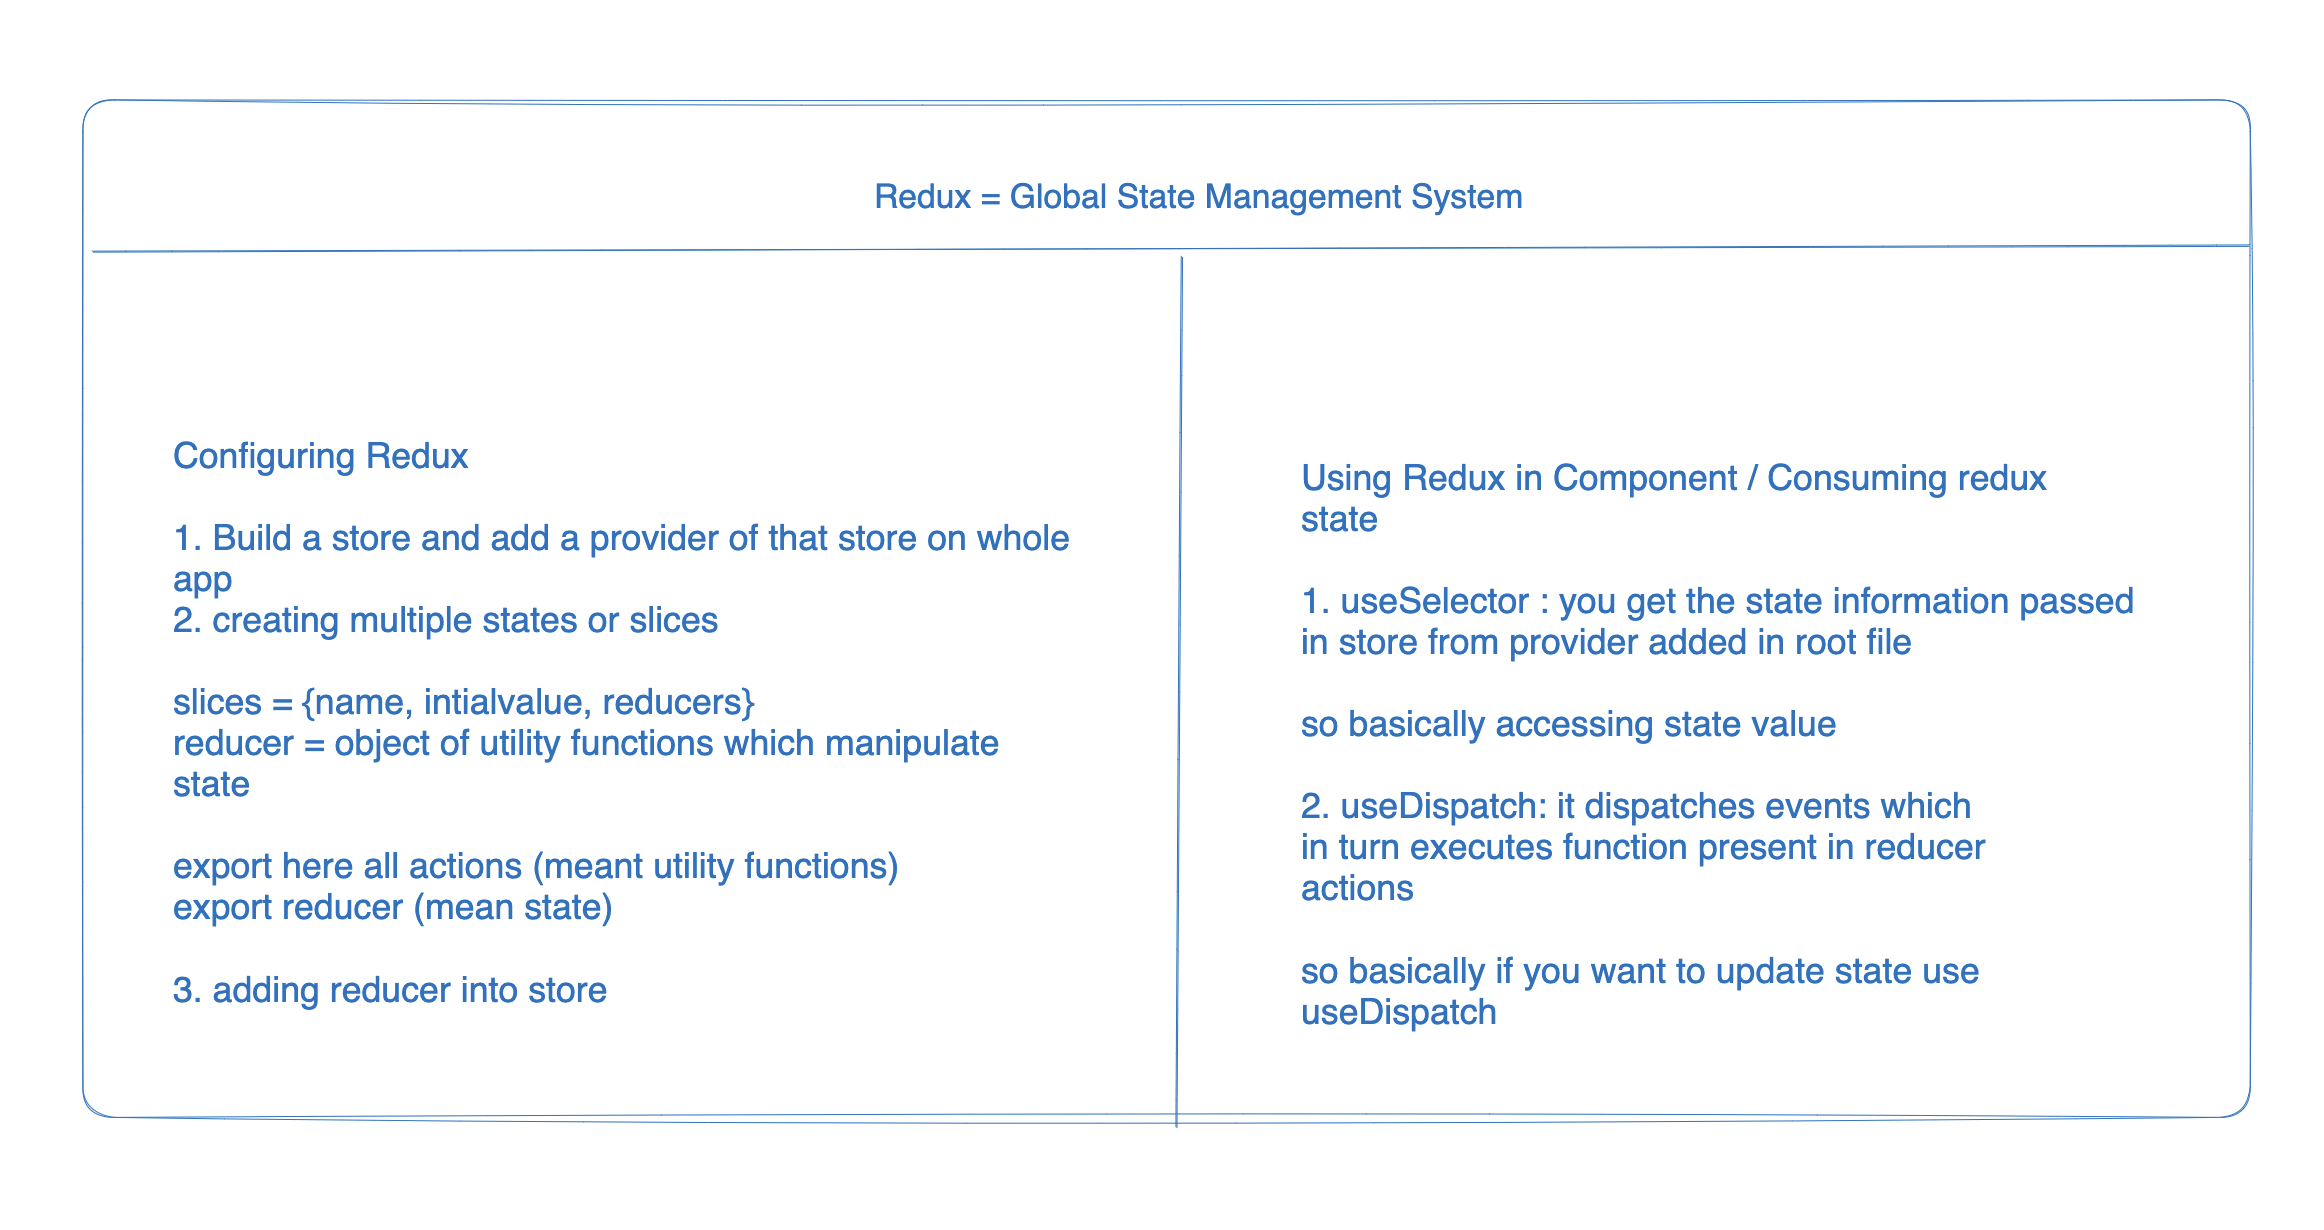 Redux = Global State Management System
Configuring Redux
1. Build a store and add a provider of that store on whole
app
2. creating multiple states or slices
slices = {name, intialvalue, reducers}
reducer = object of utility functions which manipulate
state
export here all actions (meant utility functions)
export reducer (mean state)
3. adding reducer into store
Using Redux in Component / Consuming redux
state
1. useSelector : you get the state information passed
in store from provider added in root file
so basically accessing state value
2. useDispatch: it dispatches events which
in turn executes function present in reducer
actions
so basically if you want to update state use
useDispatch